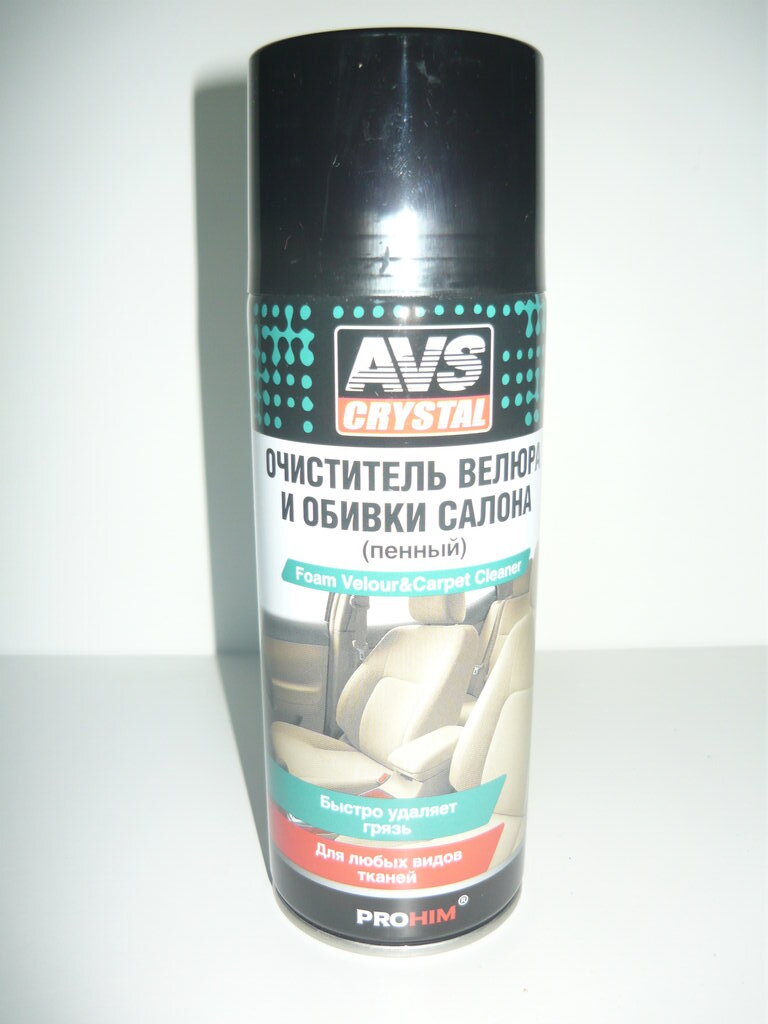 AVS
CRYSTAL
ОЧИСТИТЕЛЬ ВЕЛЮРА
И ОБИВКИ САЛОНА
(пенный)
Foam Velour&Carpet Cleaner
Быстро удаляет
грязь
Для любых видов
тканей
PROHIM®